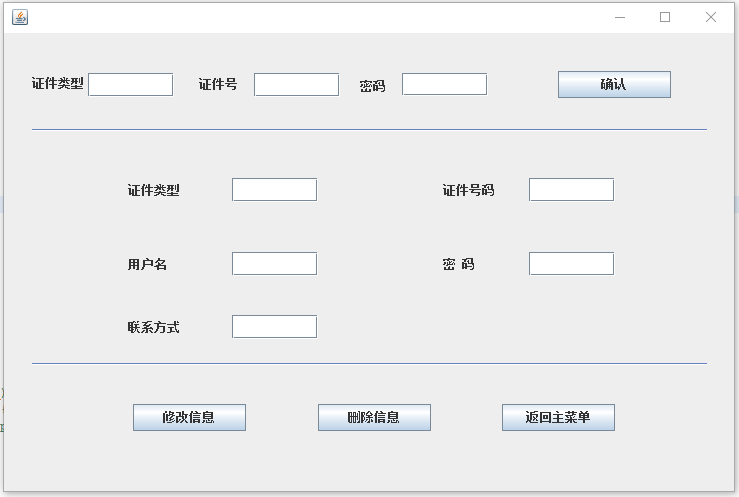 证件类型 证件号 密码 确认
证件类型 证件号码
用户名 密 码
联系方式
修改信息 删除信息 返回主菜单